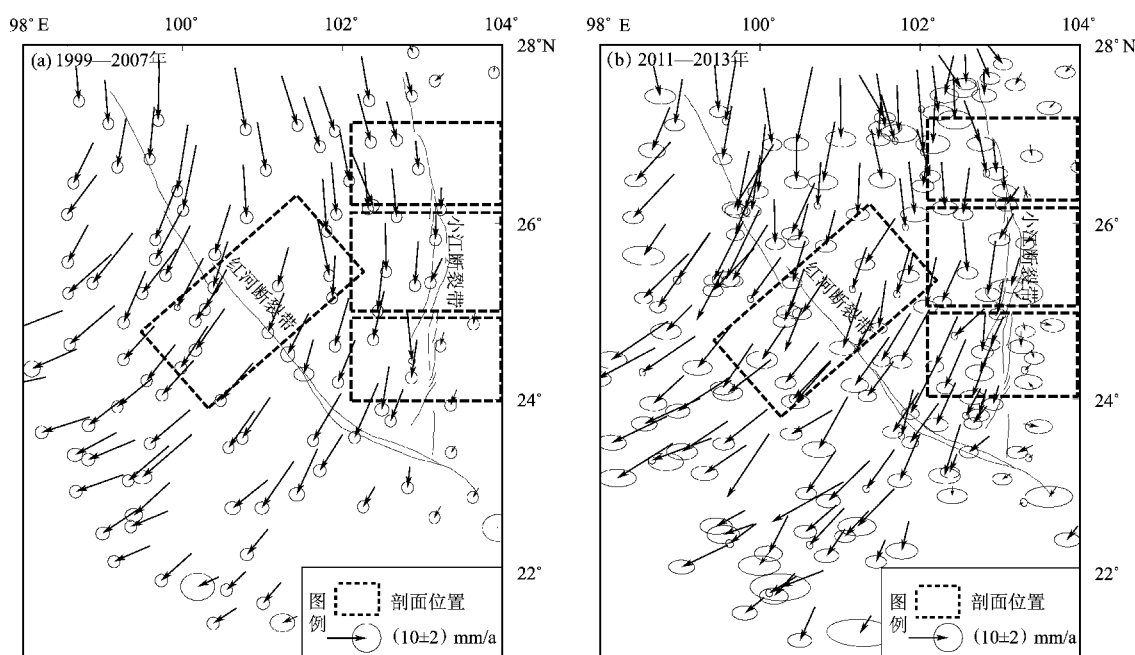 98° E
100°
102°
104°
28°N
(a) 1999—2007年
小江断裂带
26°
红河断裂带
24°
22°
图例
剖面位置
(10±2) mm/a
98° E
100°
102°
104°
28°N
(b) 2011—2013年
小江断裂带
26°
红河断裂带
24°
22°
图例
剖面位置
(10±2) mm/a